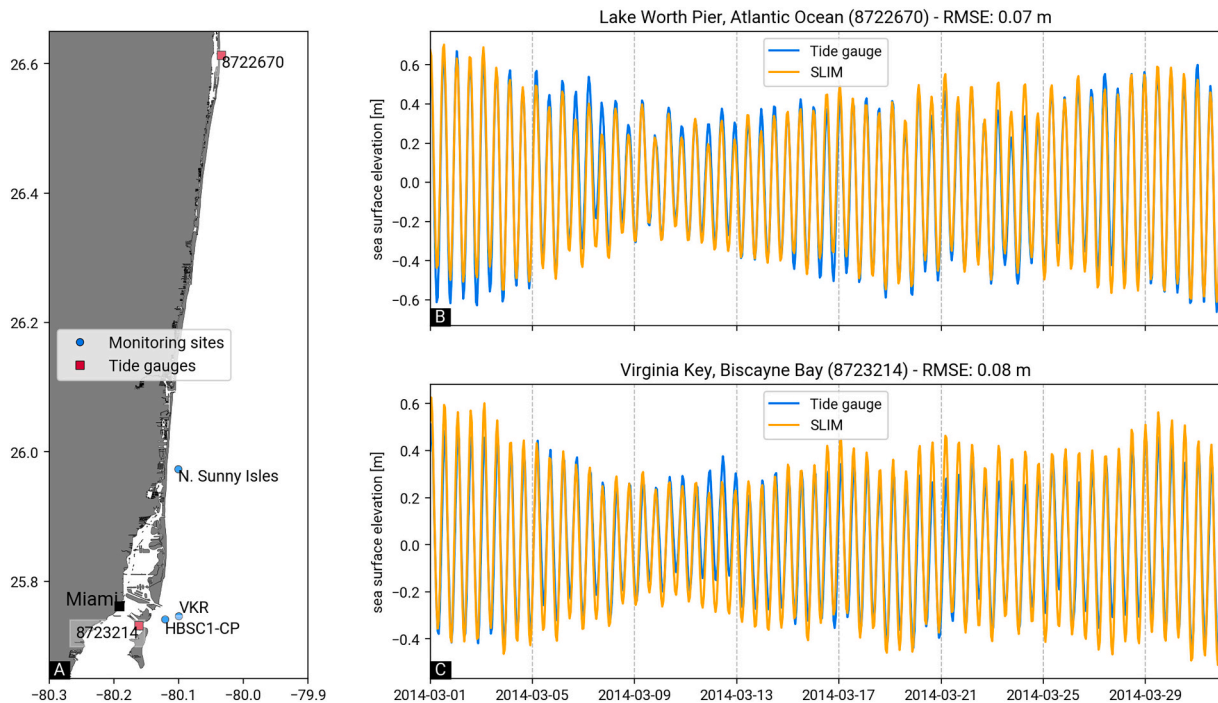 26.6
26.4
26.2
26.0
25.8
8722670
Monitoring sites
Tide gauges
N. Sunny Isles
Miami
VKR
HBSC1-CP
8723214
A
−80.3 −80.2 −80.1 −80.0 −79.9
Lake Worth Pier, Atlantic Ocean (8722670) - RMSE: 0.07 m
sea surface elevation [m]
0.6
0.4
0.2
0.0
−0.2
−0.4
−0.6
Tide gauge
SLIM
B
Virginia Key, Biscayne Bay (8723214) - RMSE: 0.08 m
sea surface elevation [m]
0.6
0.4
0.2
0.0
−0.2
−0.4
Tide gauge
SLIM
C
2014-03-01 2014-03-05 2014-03-09 2014-03-13 2014-03-17 2014-03-21 2014-03-25 2014-03-29